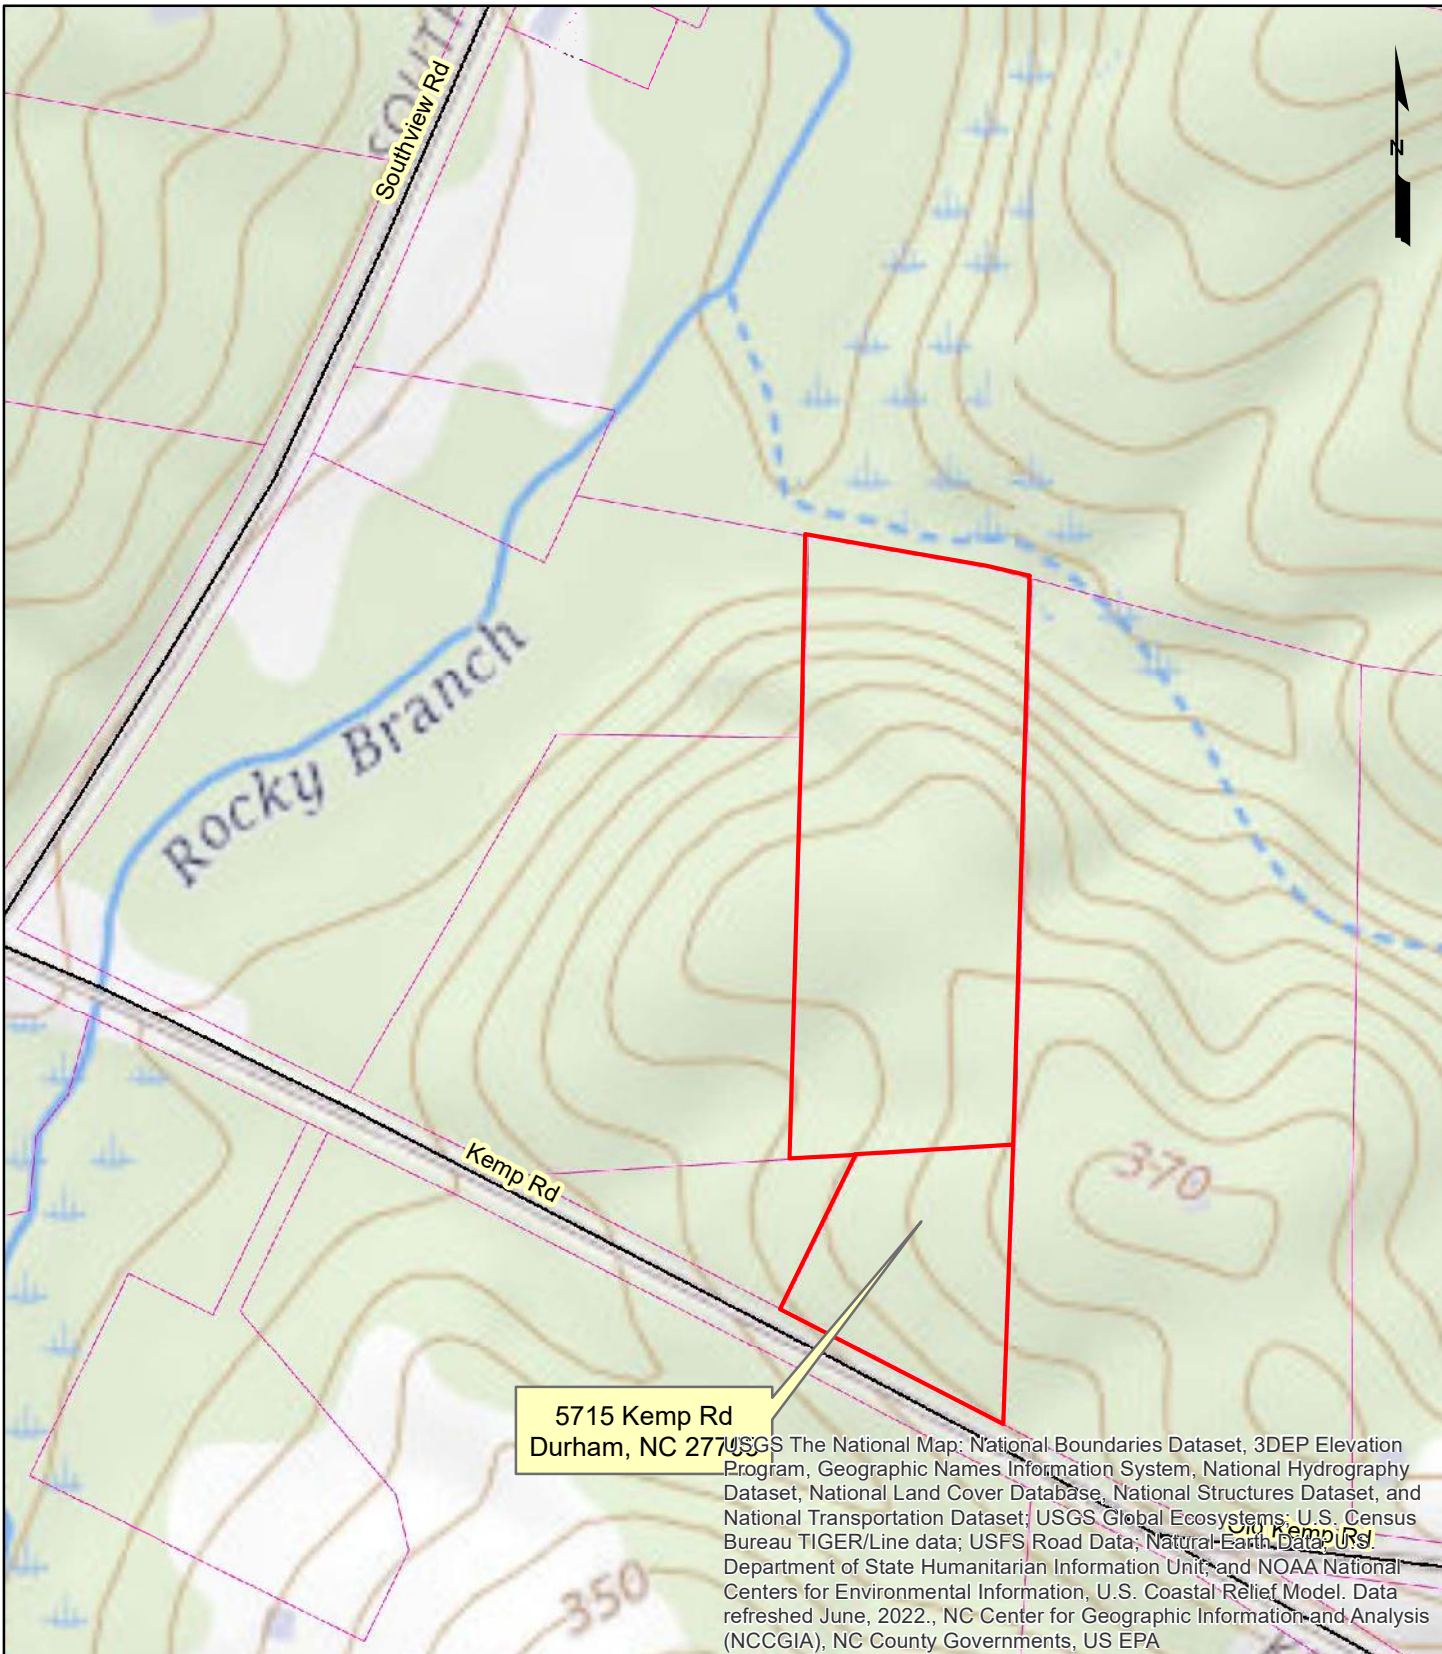 SOUTH
Southview Rd
N
Rocky Branch
Kemp Rd
370
5715 Kemp Rd
Durham, NC
USGS The National Map: National Boundaries Dataset, 3DEP Elevation
Program, Geographic Names Information System, National Hydrography
Dataset, National Land Cover Database, National Structures Dataset, and
National Transportation Dataset; USGS Global Ecosystems; U.S. Census
Bureau TIGER/Line data; USFS Road Data; Natural Earth Data; U.S.
Department of State Humanitarian Information Unit; and NOAA National
Centers for Environmental Information, U.S. Coastal Relief Model. Data
refreshed June, 2022., NC Center for Geographic Information and Analysis
(NCCGIA), NC County Governments, US EPA
Old Kemp Rd
350